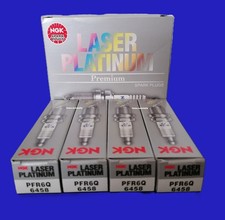 NGK
LASER
PLATINUM
Premium
NGK
LASER
PLATINUM
PFR6Q
6458
NGK
LASER
PLATINUM
PFR6Q
6458
NGK
LASER
PLATINUM
PFR6Q
6458
NGK
LASER
PLATINUM
PFR6Q
6458